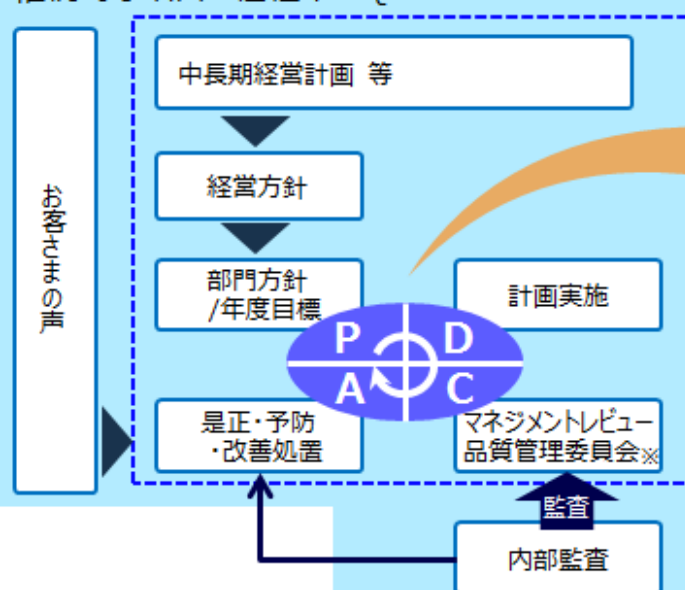 お客さまの声
中長期経営計画 等
経営方針
部門方針
/年度目標
計画実施
P
D
A
C
是正・予防
・改善処置
マネジメントレビュー
品質管理委員会※
監査
内部監査